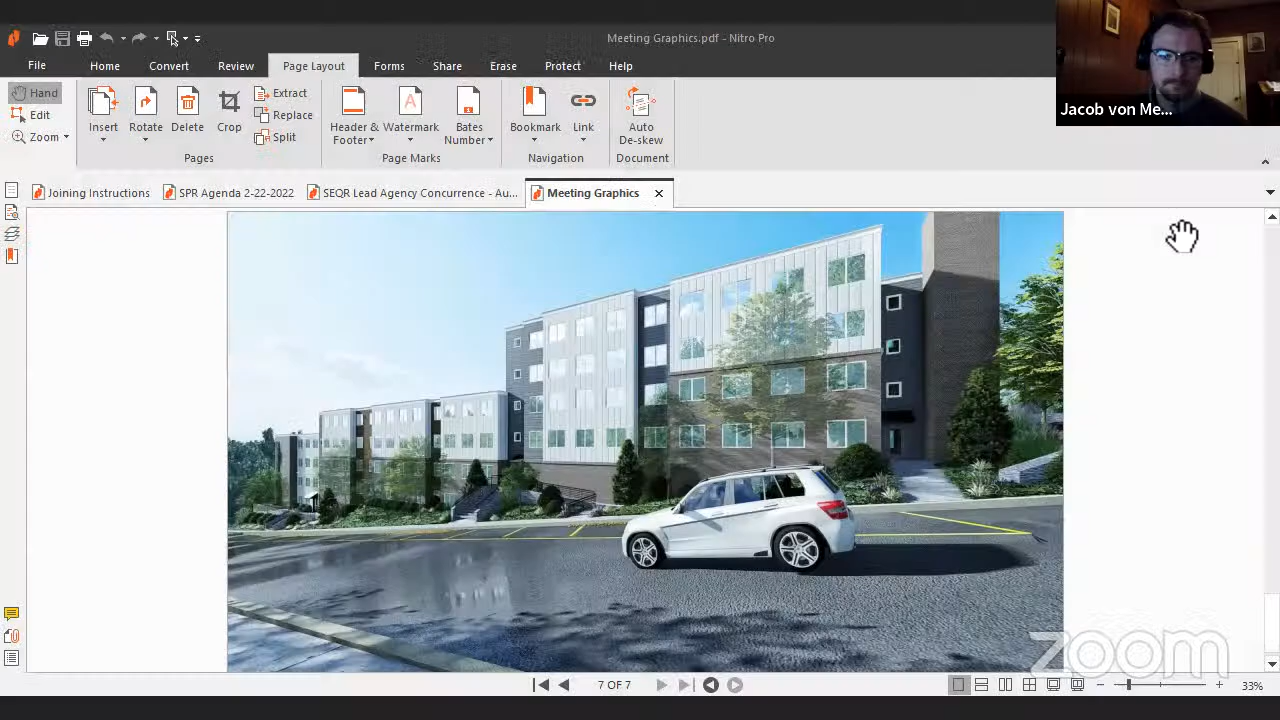 Meeting Graphics.pdf - Nitro Pro
File
Home
Convert
Review
Page Layout
Forms
Share
Erase
Protect
Help
Hand
Edit
Zoom
Insert
Rotate
Delete
Crop
Extract
Replace
Split
Pages
Header &
Footer
Watermark
Bates
Number
Page Marks
Bookmark
Link
Navigation
Auto
De-skew
Document
Jacob von Me...
Joining Instructions
SPR Agenda 2-22-2022
SEQR Lead Agency Concurrence - Au...
Meeting Graphics
zoom
7 OF 7
33%